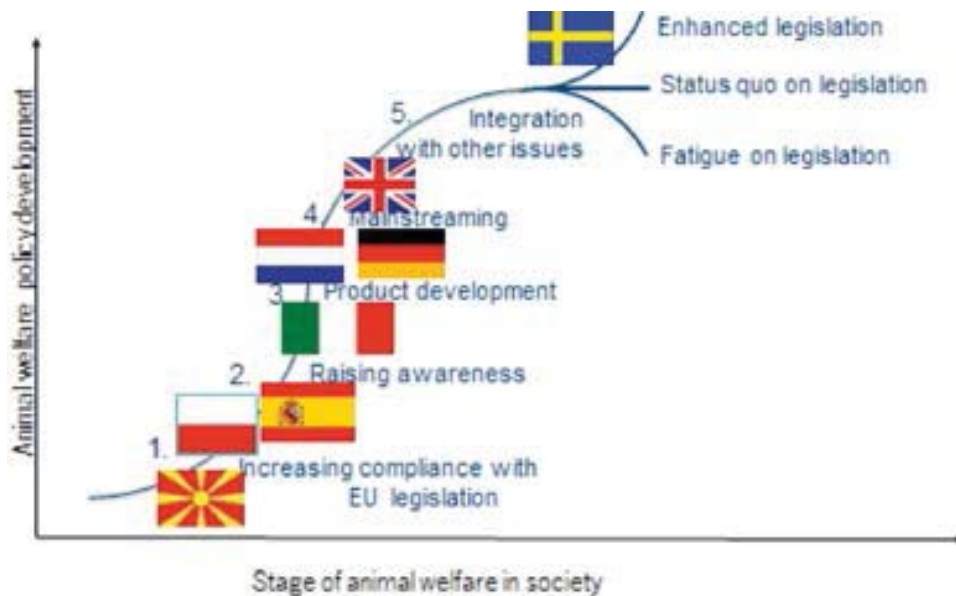 Enhanced legislation
Status quo on legislation
Fatigue on legislation
5.
Integration
with other issues
4
Mainstreaming
3
Product development
2.
Raising awareness
1.
Increasing compliance with
EU legislation
Animal welfare policy development
Stage of animal welfare in society